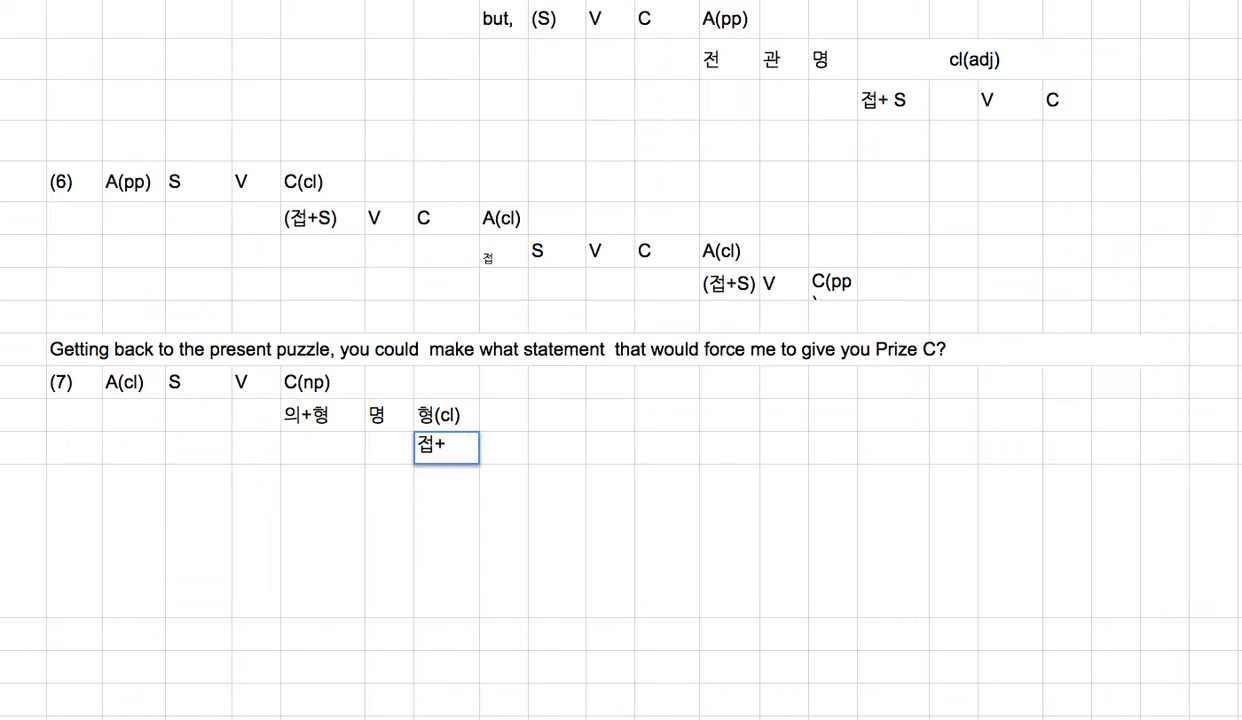 but, (S) V C A(pp)
전 관 명 cl(adj)
접+ S V C
(6) A(pp) S V C(cl)
(접+S) V C A(cl)
접 S V C A(cl)
(접+S) V C(pp
)
Getting back to the present puzzle, you could make what statement that would force me to give you Prize C?
(7) A(cl) S V C(np)
의+형 명 형(cl)
접+